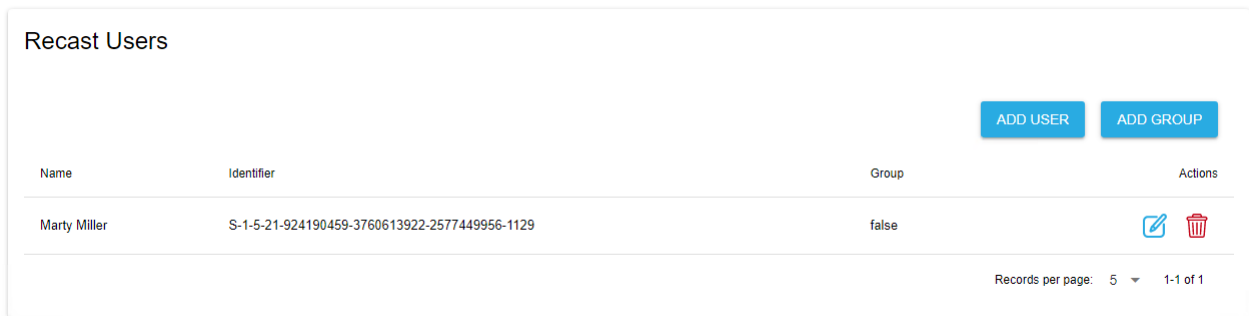 Recast Users
ADD USER ADD GROUP
Name Identifier Group Actions
Marty Miller S-1-5-21-924190459-3760613922-2577449956-1129 false
Records per page: 5 1-1 of 1